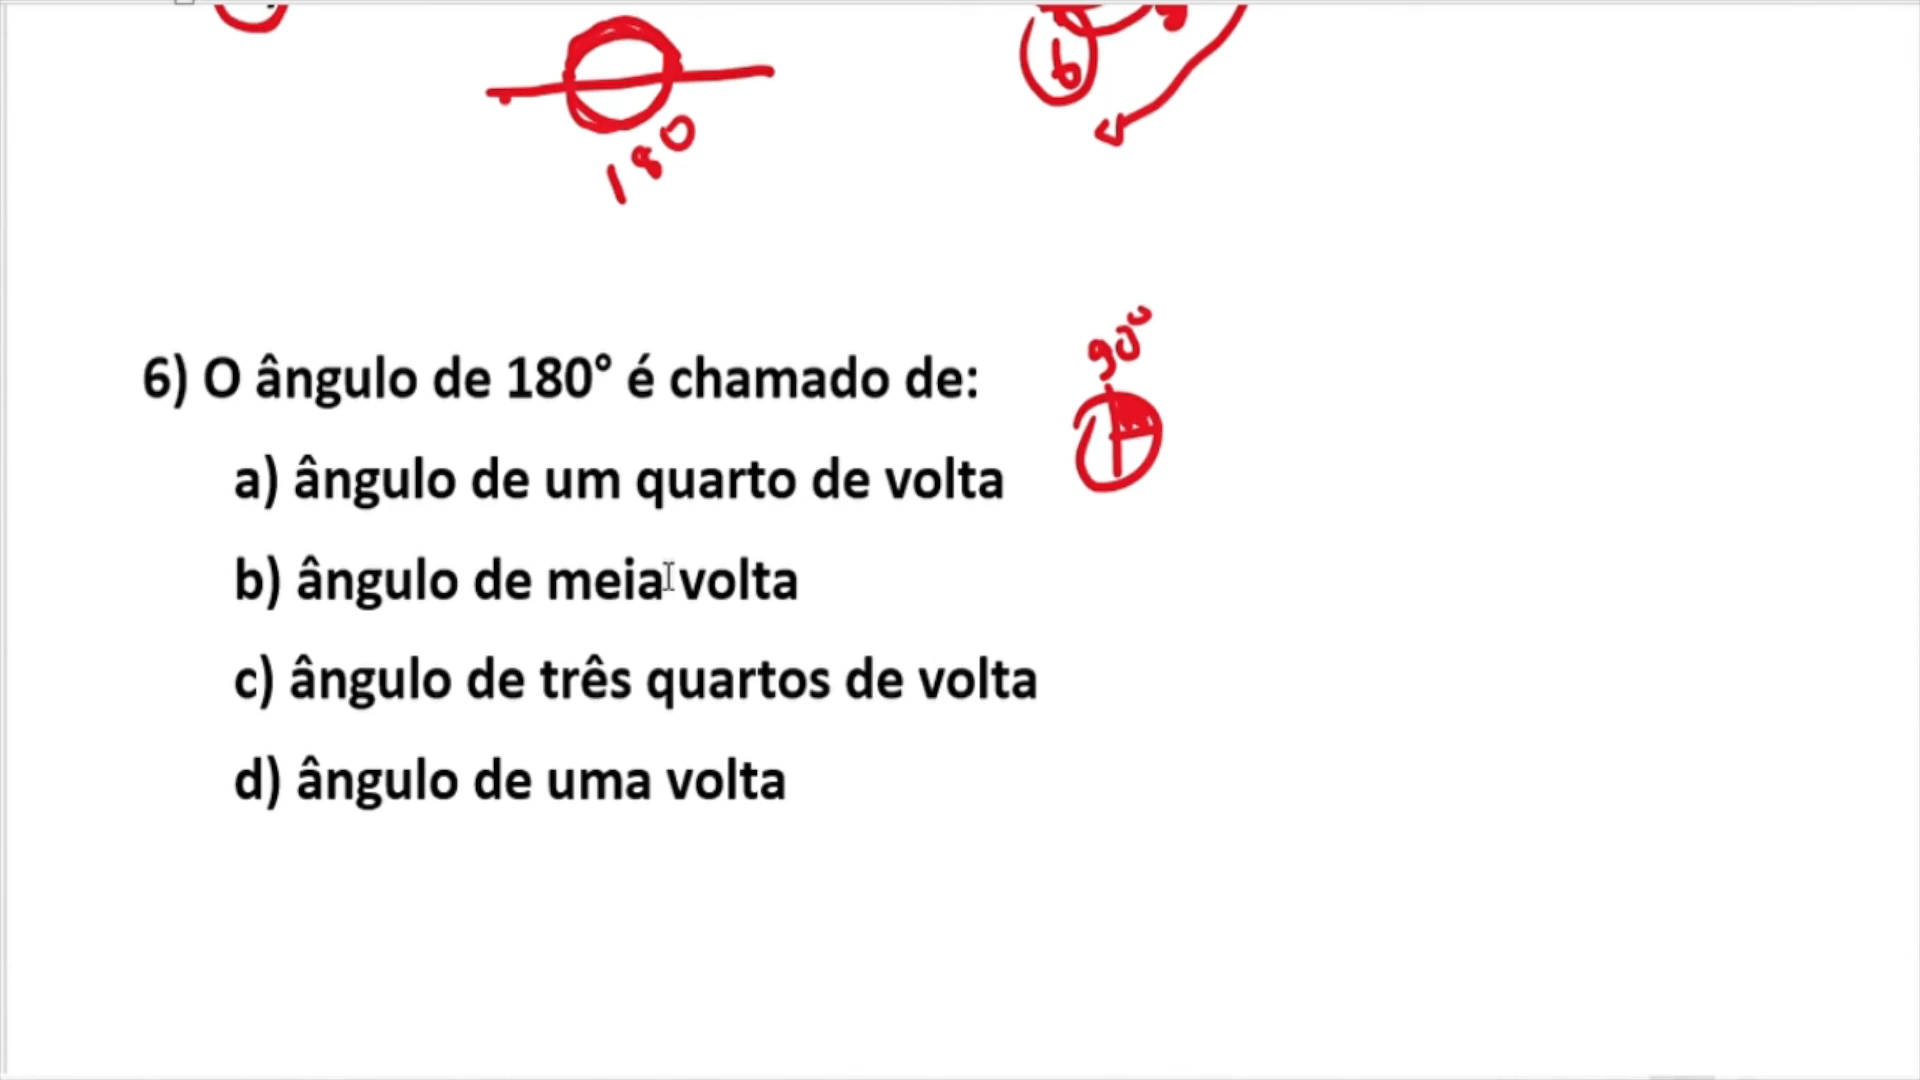 b
180
90°
6) O ângulo de 180° é chamado de:
a) ângulo de um quarto de volta
b) ângulo de meia volta
c) ângulo de três quartos de volta
d) ângulo de uma volta